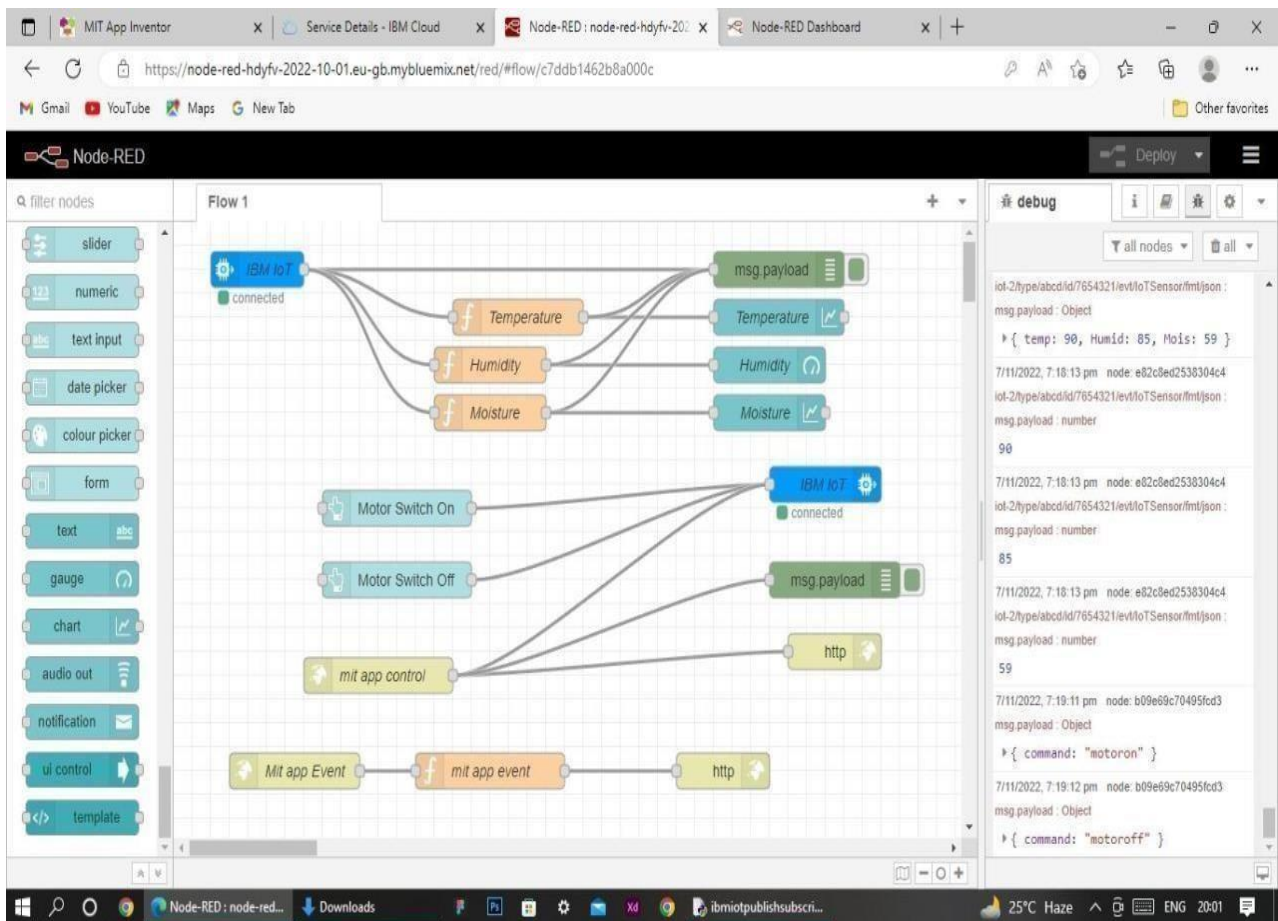 MIT App Inventor
Service Details - IBM Cloud
Node-RED : node-red-hdyfv-202
Node-RED Dashboard
https://node-red-hdyfv-2022-10-01.eu-gb.mybluemix.net/red/#flow/c7ddb1462b8a000c
Gmail YouTube Maps New Tab Other favorites
Node-RED Deploy
filter nodes
slider
numeric
text input
date picker
colour picker
form
text
gauge
chart
audio out
notification
ui control
template
Flow 1
IBM IoT
connected
Temperature
Humidity
Moisture
msg.payload
Temperature
Humidity
Moisture
Motor Switch On
Motor Switch Off
IBM IoT
connected
msg.payload
http
mit app control
Mit app Event
mit app event
http
debug
all nodes all
iot-2/type/abcd/id/7654321/evt/IoTSensor/fmt/json :
msg.payload : Object
{ temp: 90, Humid: 85, Mois: 59 }
7/11/2022, 7:18:13 pm node: e82c8ed2538304c4
iot-2/type/abcd/id/7654321/evt/IoTSensor/fmt/json :
msg.payload : number
90
7/11/2022, 7:18:13 pm node: e82c8ed2538304c4
iot-2/type/abcd/id/7654321/evt/IoTSensor/fmt/json :
msg.payload : number
85
7/11/2022, 7:18:13 pm node: e82c8ed2538304c4
iot-2/type/abcd/id/7654321/evt/IoTSensor/fmt/json :
msg.payload : number
59
7/11/2022, 7:19:11 pm node: b09e69c70495fcd3
msg.payload : Object
{ command: "motoron" }
7/11/2022, 7:19:12 pm node: b09e69c70495fcd3
msg.payload : Object
{ command: "motoroff" }
Node-RED : node-red... Downloads ibmiotpublishsubscri... 25°C Haze ENG 20:01